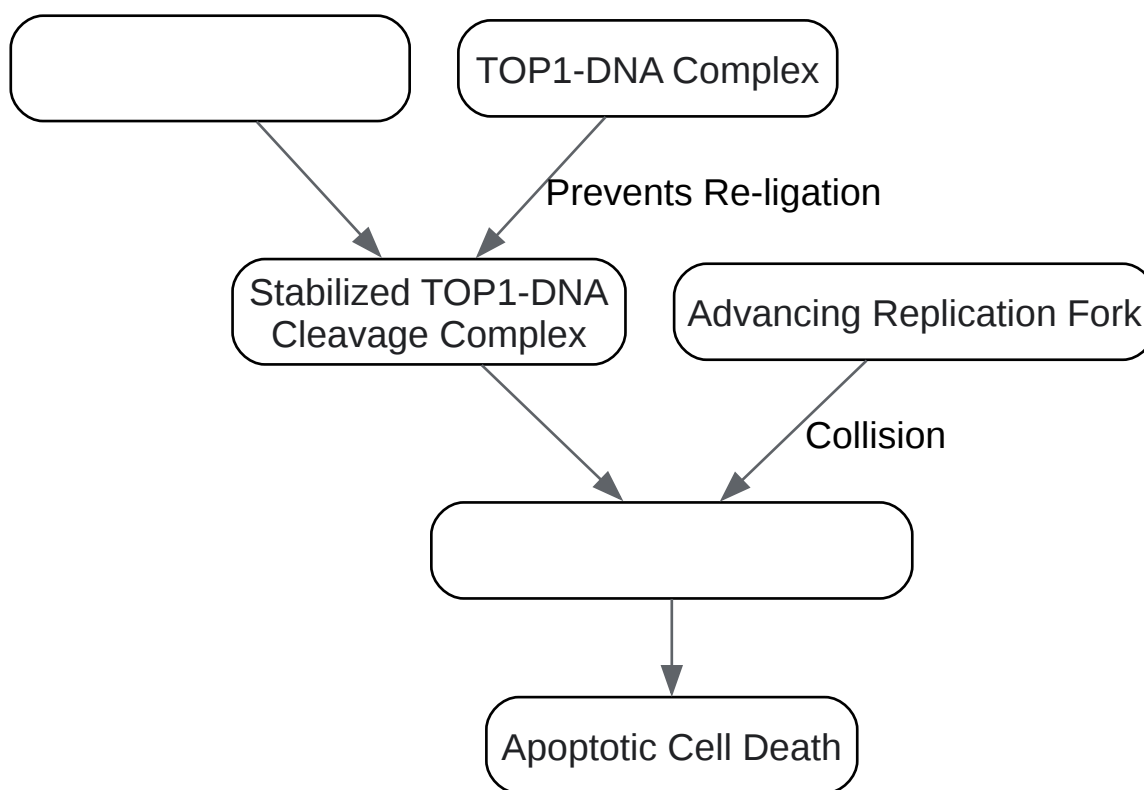 TOP1-DNA Complex
Prevents Re-ligation
Stabilized TOP1-DNA
Cleavage Complex
Advancing Replication Fork
Collision
Apoptotic Cell Death